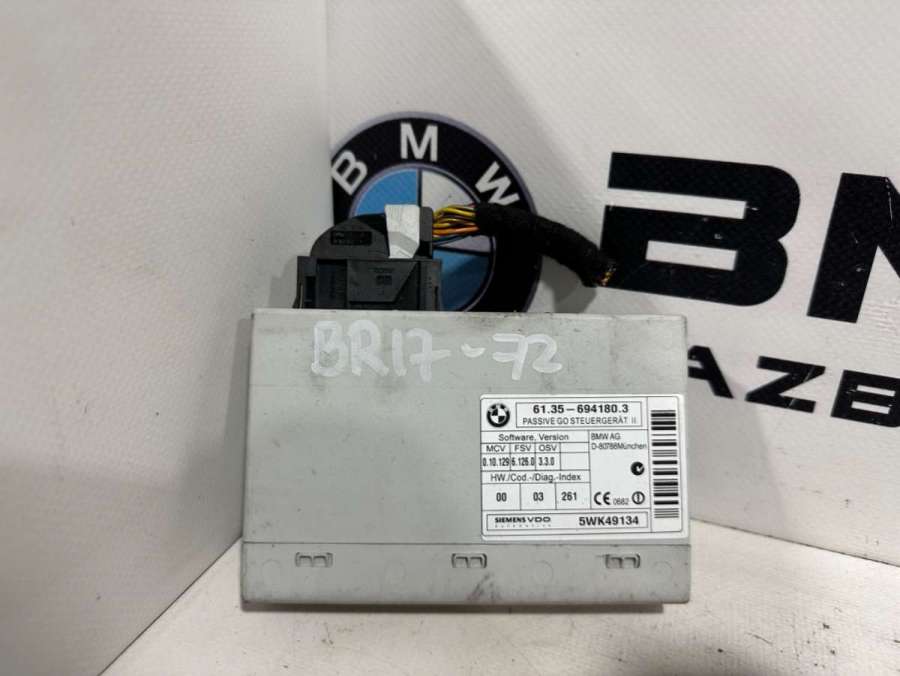 BMW
BM
AZB
BR17-72
61.35-694180.3
PASSIVE GO STEUERGERÄT II
Software, Version
MCV FSV OSV
0.10.129 6.126.0 3.3.0
BMW AG
D-80788München
HW./Cod.-/Diag.-Index
00 03 261
CE 0682
SIEMENS VDO
Automotive
5WK49134